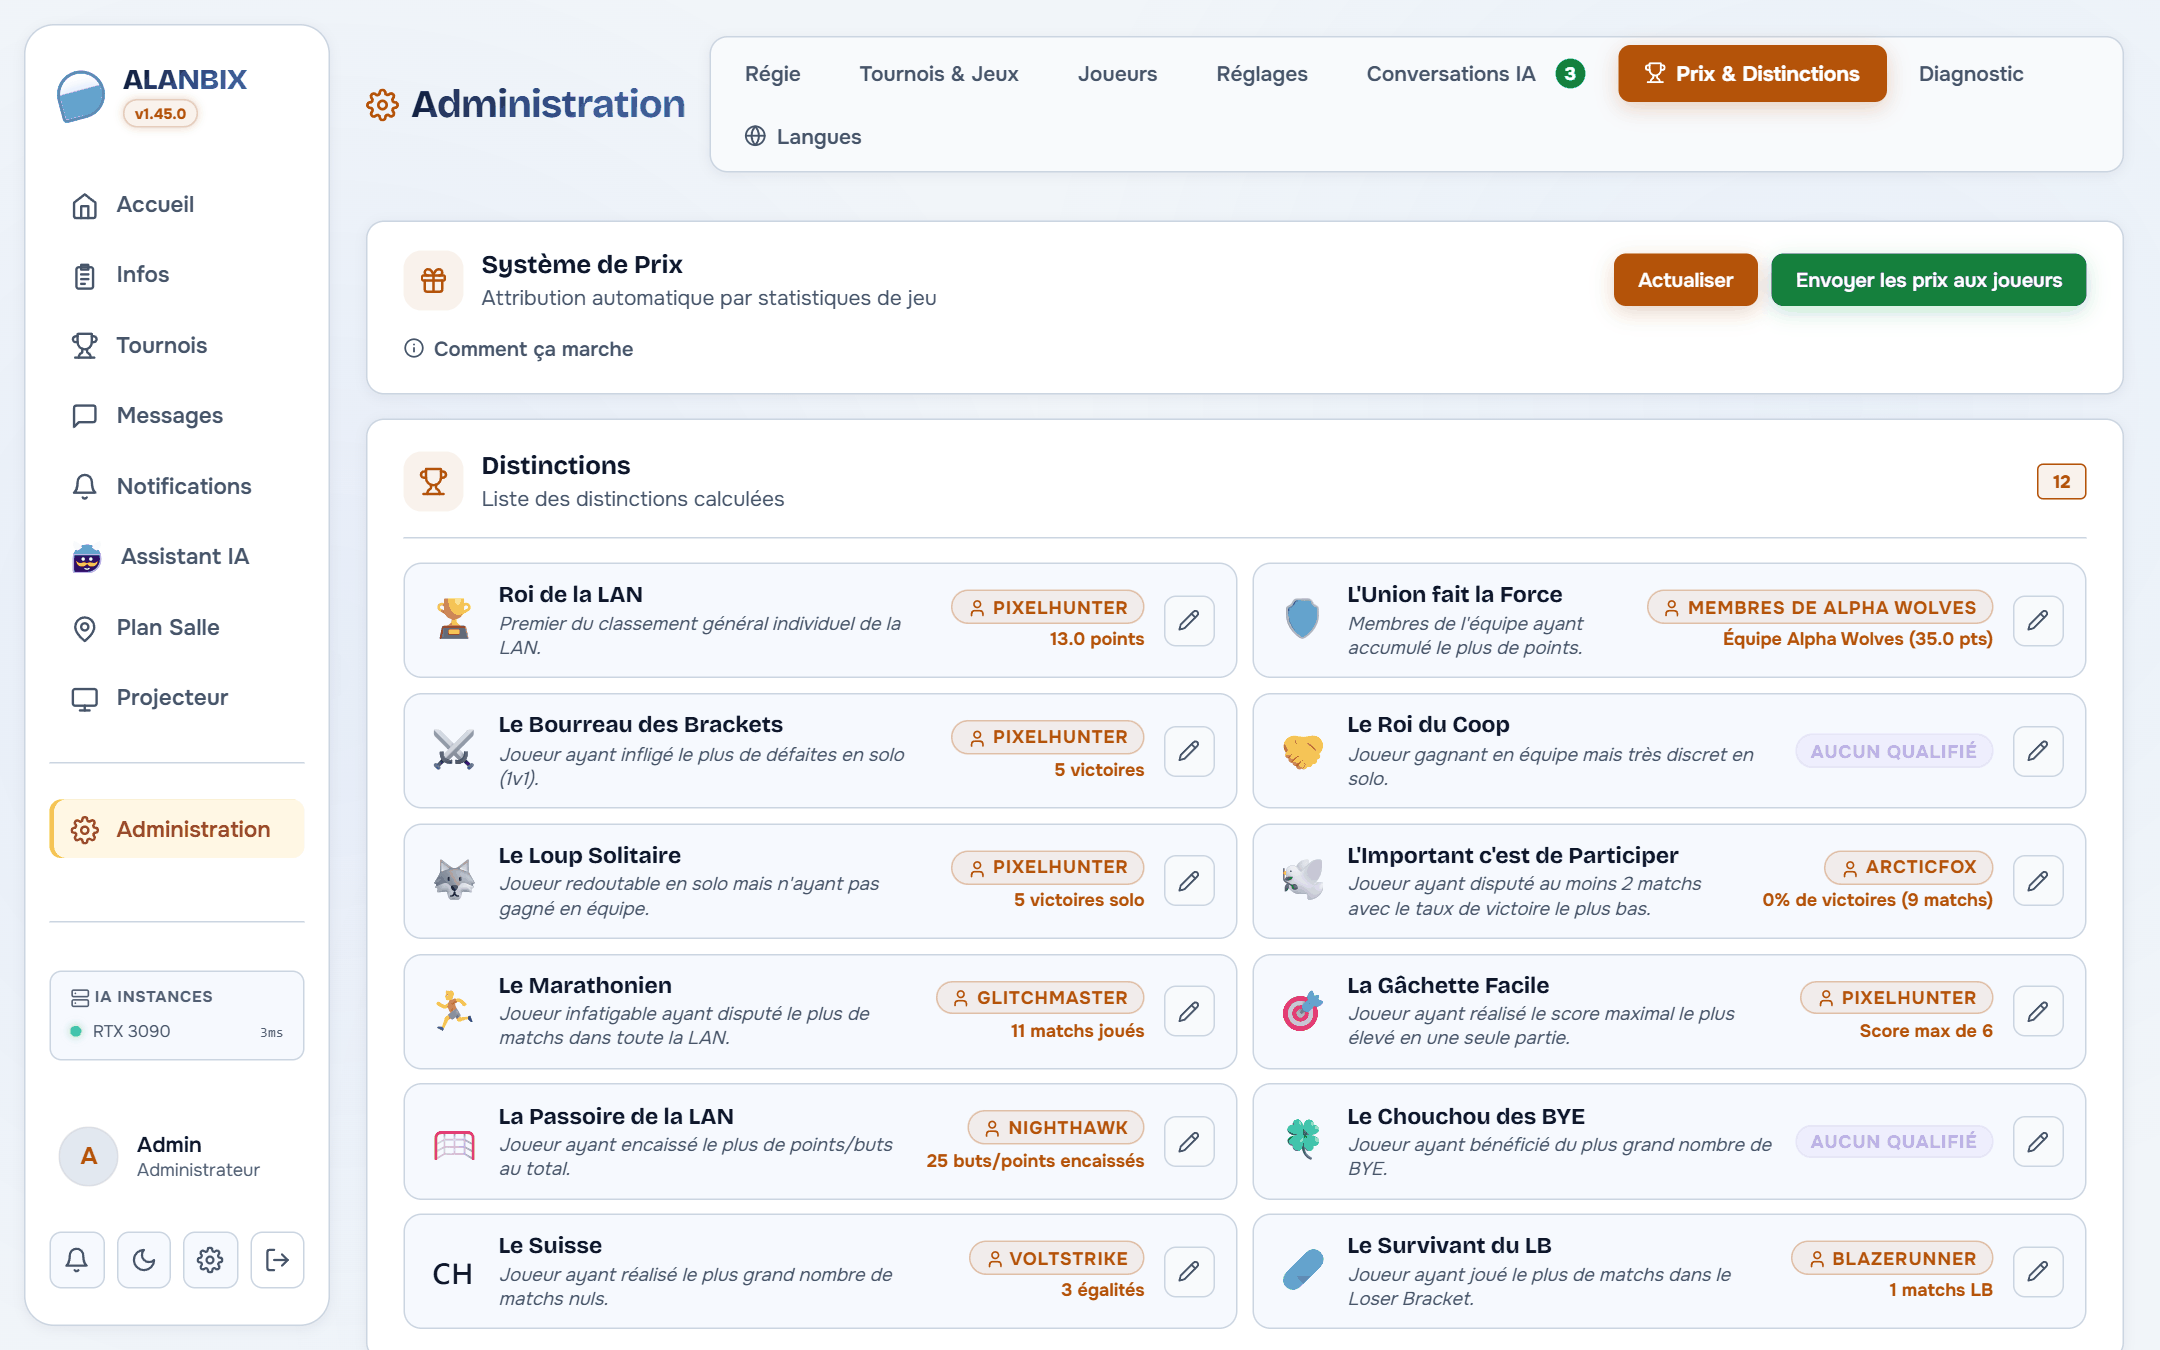 ALANBIX
v1.45.0
Accueil
Infos
Tournois
Messages
Notifications
Assistant IA
Plan Salle
Projecteur
Administration
IA INSTANCES
RTX 3090 3ms
A
Admin
Administrateur
Administration
Régie Tournois & Jeux Joueurs Réglages Conversations IA 3 Prix & Distinctions Diagnostic
Langues
Système de Prix
Attribution automatique par statistiques de jeu
Actualiser Envoyer les prix aux joueurs
Comment ça marche
Distinctions
Liste des distinctions calculées
12
Roi de la LAN
Premier du classement général individuel de la
LAN.
PIXELHUNTER
13.0 points
L'Union fait la Force
Membres de l'équipe ayant
accumulé le plus de points.
MEMBRES DE ALPHA WOLVES
Équipe Alpha Wolves (35.0 pts)
Le Bourreau des Brackets
Joueur ayant infligé le plus de défaites en solo
(1v1).
PIXELHUNTER
5 victoires
Le Roi du Coop
Joueur gagnant en équipe mais très discret en
solo.
AUCUN QUALIFIÉ
Le Loup Solitaire
Joueur redoutable en solo mais n'ayant pas
gagné en équipe.
PIXELHUNTER
5 victoires solo
L'Important c'est de Participer
Joueur ayant disputé au moins 2 matchs
avec le taux de victoire le plus bas.
ARCTICFOX
0% de victoires (9 matchs)
Le Marathonien
Joueur infatigable ayant disputé le plus de
matchs dans toute la LAN.
GLITCHMASTER
11 matchs joués
La Gâchette Facile
Joueur ayant réalisé le score maximal le plus
élevé en une seule partie.
PIXELHUNTER
Score max de 6
La Passoire de la LAN
Joueur ayant encaissé le plus de points/buts
au total.
NIGHTHAWK
25 buts/points encaissés
Le Chouchou des BYE
Joueur ayant bénéficié du plus grand nombre de
BYE.
AUCUN QUALIFIÉ
CH
Le Suisse
Joueur ayant réalisé le plus grand nombre de
matchs nuls.
VOLTSTRIKE
3 égalités
Le Survivant du LB
Joueur ayant joué le plus de matchs dans le
Loser Bracket.
BLAZERUNNER
1 matchs LB